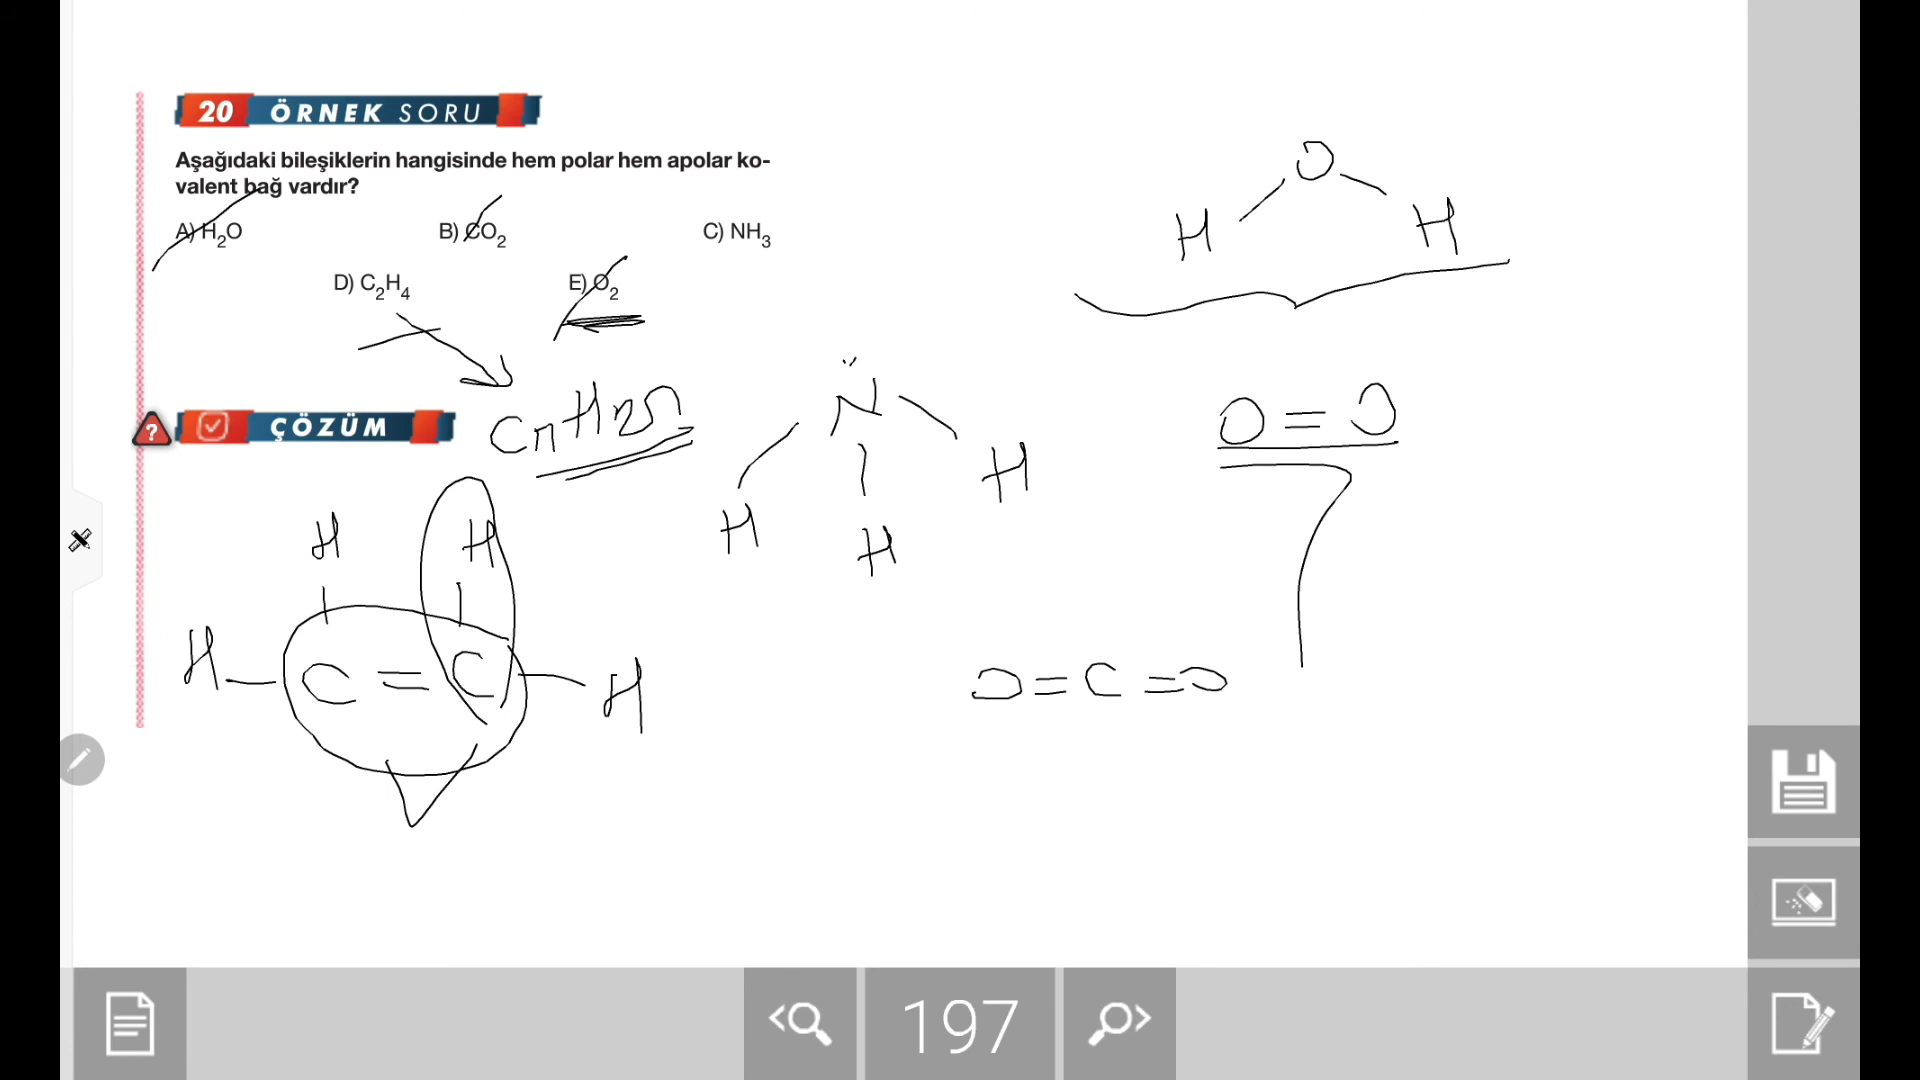 20 ÖRNEK SORU
Aşağıdaki bileşiklerin hangisinde hem polar hem apolar ko-
valent bağ vardır?
A) H₂O B) CO₂ C) NH₃
D) C₂H₄ E) O₂
? ÇÖZÜM
CnH2n
O
H H
N
H H
H
O = O
H H
H C = C H
O = C = O
197